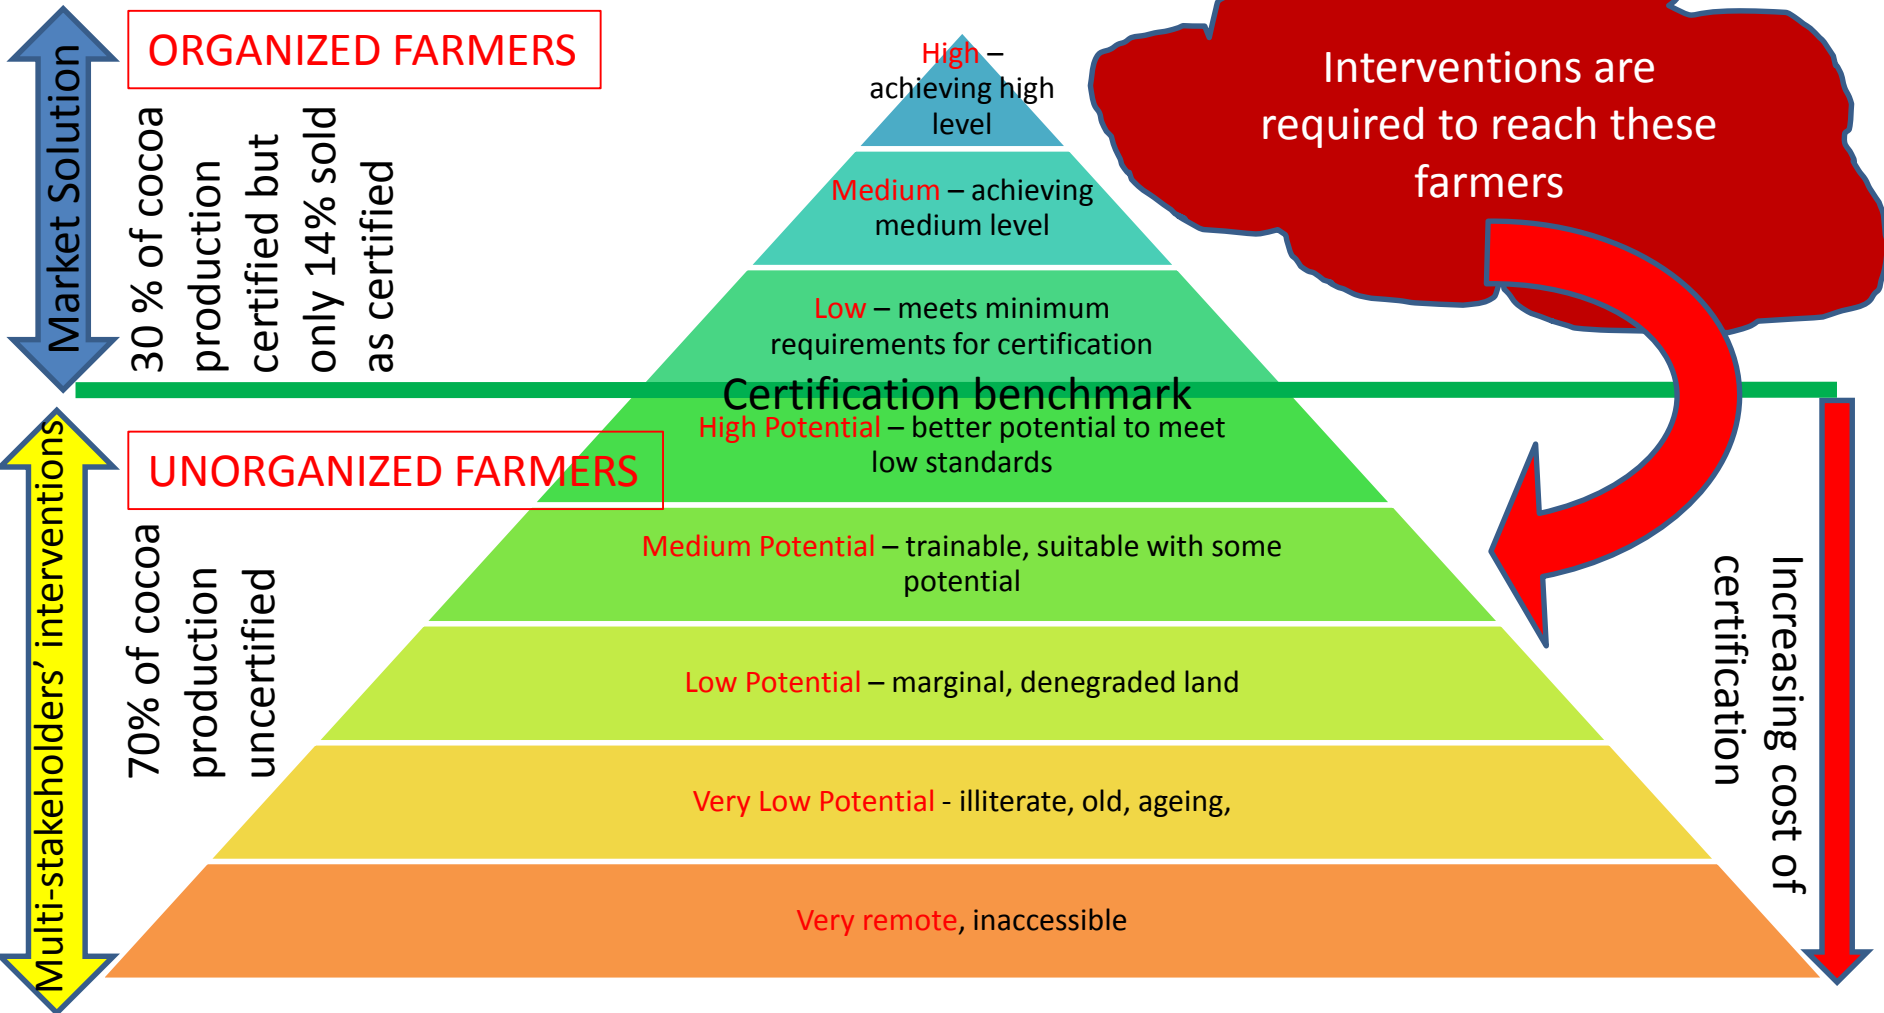 Market Solution
ORGANIZED FARMERS
30 % of cocoa
production
certified but
only 14% sold
as certified
High –
achieving high
level
Medium – achieving
medium level
Low – meets minimum
requirements for certification
Interventions are
required to reach these
farmers
Certification benchmark
Multi-stakeholders’ interventions
UNORGANIZED FARMERS
70% of cocoa
production
uncertified
High Potential – better potential to meet
low standards
Medium Potential – trainable, suitable with some
potential
Low Potential – marginal, denegraded land
Very Low Potential - illiterate, old, ageing,
Very remote, inaccessible
Increasing cost of
certification